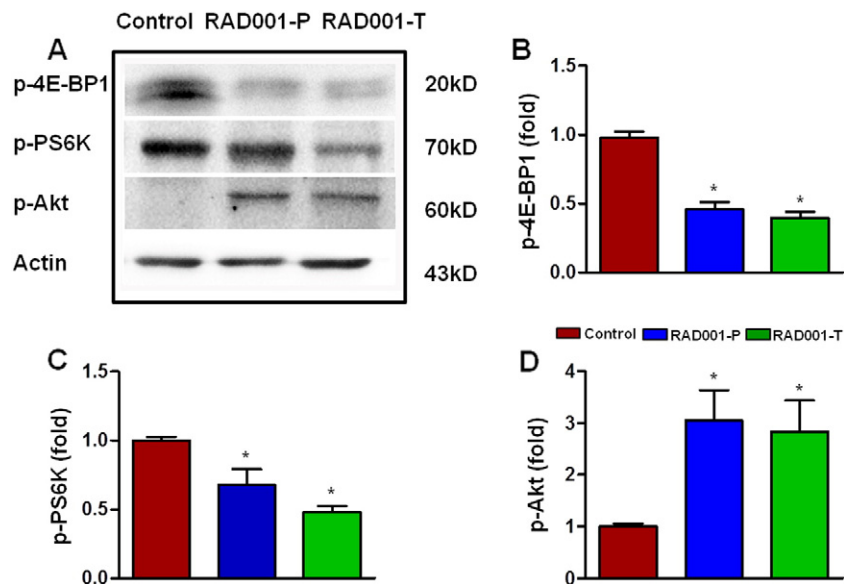 Control RAD001-P RAD001-T
A
p-4E-BP1 20kD
p-PS6K 70kD
p-Akt 60kD
Actin 43kD
B
p-4E-BP1 (fold)
1.5
1.0
0.5
0.0
*
*
Control RAD001-P RAD001-T
C
p-PS6K (fold)
1.5
1.0
0.5
0.0
*
*
D
p-Akt (fold)
4
3
2
1
0
*
*